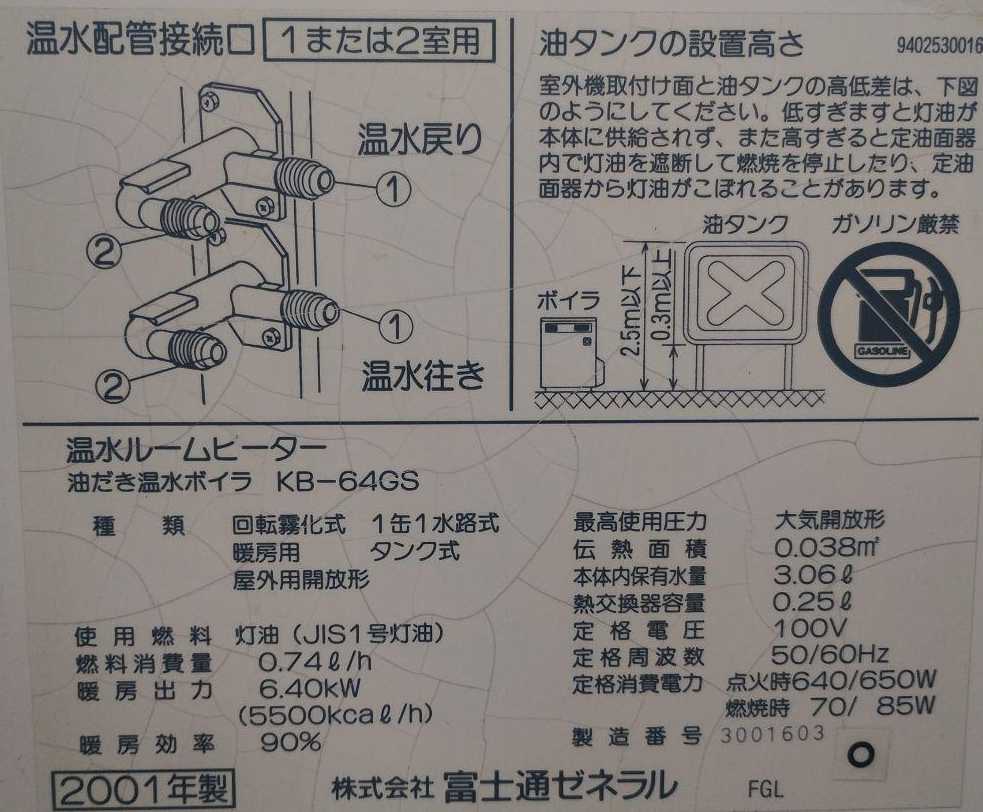 温水配管接続口 1または2室用
温水戻り
①
②
①
②
温水往き
油タンクの設置高さ
9402530016
室外機取付け面と油タンクの高低差は、下図
のようにしてください。低すぎますと灯油が
本体に供給されず、また高すぎると定油面器
内で灯油を遮断して燃焼を停止したり、定油
面器から灯油がこぼれることがあります。
油タンク ガソリン厳禁
ボイラ
2.5m以下
0.3m以上
GASOLINE
温水ルームヒーター
油だき温水ボイラ KB-64GS
種類 回転霧化式 1缶1水路式
暖房用 タンク式
屋外用開放形
使用燃料 灯油(JIS1号灯油)
燃料消費量 0.74ℓ/h
暖房出力 6.40kW
(5500kcaℓ/h)
暖房効率 90%
最高使用圧力 大気開放形
伝熱面積 0.038㎡
本体内保有水量 3.06ℓ
熱交換器容量 0.25ℓ
定格電圧 100V
定格周波数 50/60Hz
定格消費電力 点火時640/650W
燃焼時 70/ 85W
製造番号 3001603
2001年製 株式会社 富士通ゼネラル FGL